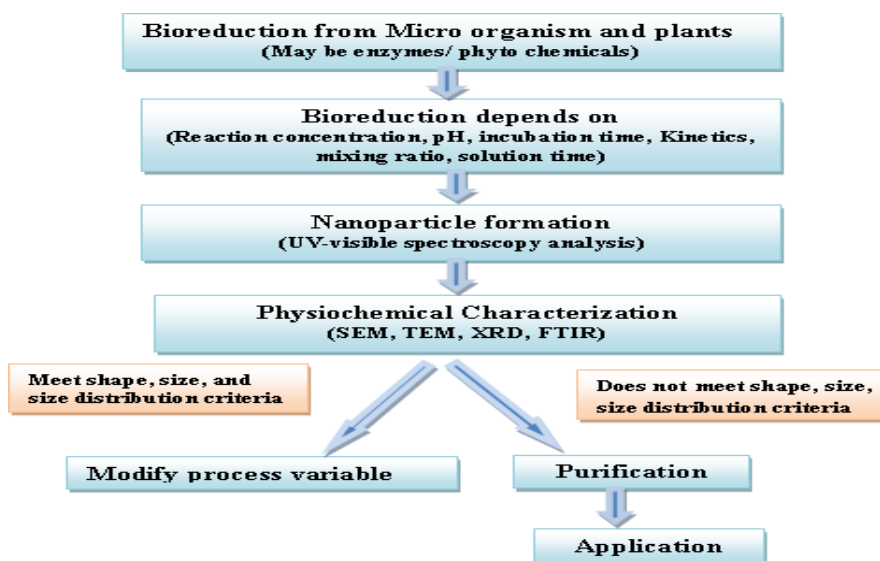 Bioreduction from Micro organism and plants
(May be enzymes/ phyto chemicals)
Bioreduction depends on
(Reaction concentration, pH, incubation time, Kinetics,
mixing ratio, solution time)
Nanoparticle formation
(UV-visible spectroscopy analysis)
Physiochemical Characterization
(SEM, TEM, XRD, FTIR)
Meet shape, size, and
size distribution criteria
Does not meet shape, size,
size distribution criteria
Modify process variable
Purification
Application